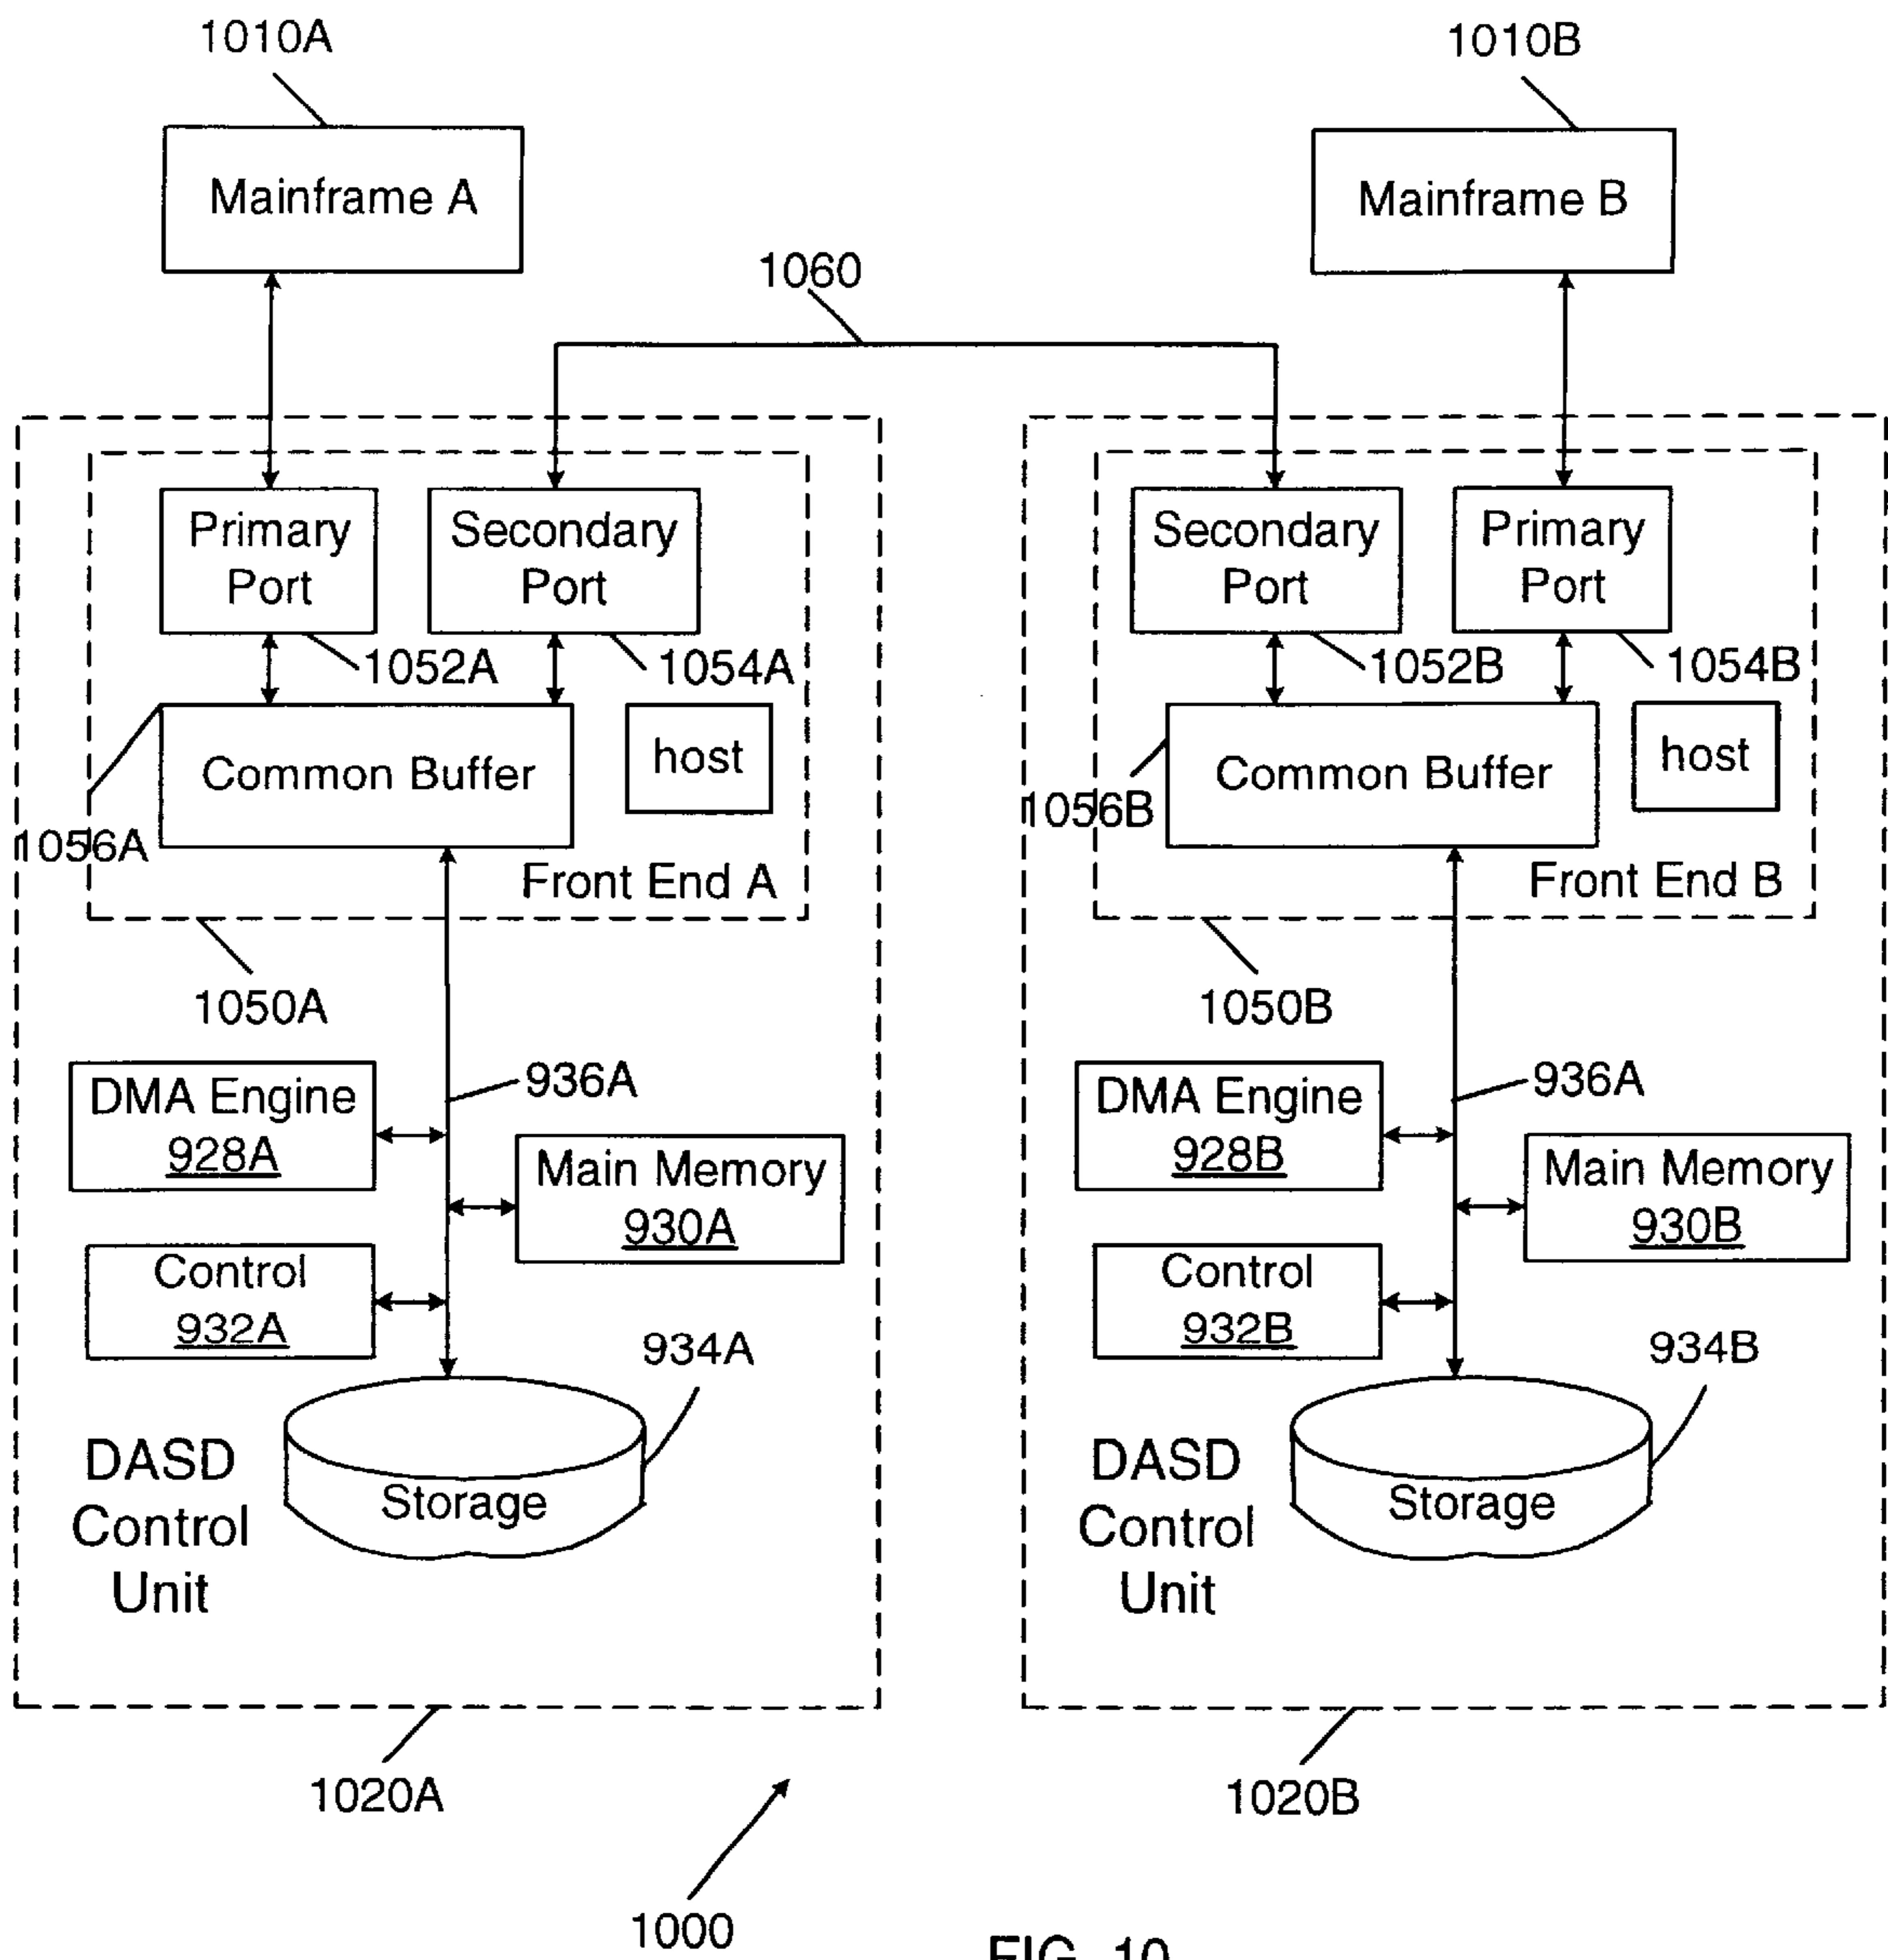 1010A
1010B
Mainframe A
Mainframe B
1060
Primary
Port
Secondary
Port
Secondary
Port
Primary
Port
1052A
1054A
1052B
1054B
Common Buffer
host
Common Buffer
host
1056A
1056B
Front End A
Front End B
1050A
1050B
DMA Engine
928A
936A
DMA Engine
928B
936A
Main Memory
930A
Main Memory
930B
Control
932A
Control
932B
934A
934B
DASD
Control
Unit
Storage
DASD
Control
Unit
Storage
1020A
1020B
1000
FIG. 10